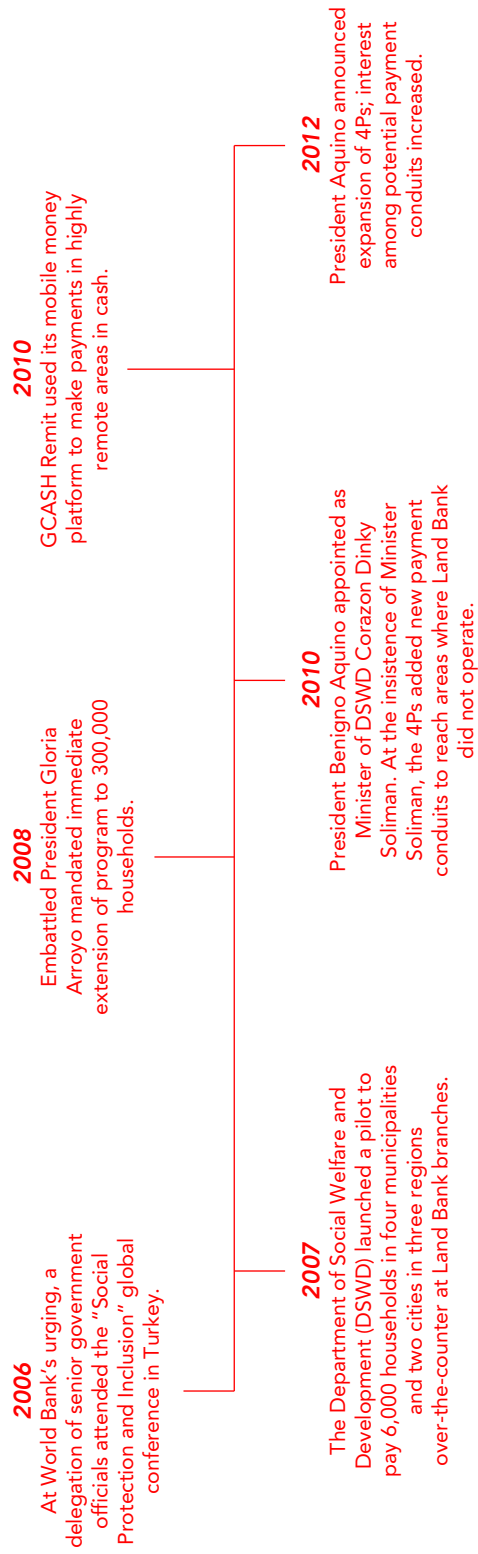 2006
At World Bank’s urging, a
delegation of senior government
officials attended the “Social
Protection and Inclusion” global
conference in Turkey.
2007
The Department of Social Welfare and
Development (DSWD) launched a pilot to
pay 6,000 households in four municipalities
and two cities in three regions
over-the-counter at Land Bank branches.
2008
Embattled President Gloria
Arroyo mandated immediate
extension of program to 300,000
households.
2010
President Benigno Aquino appointed as
Minister of DSWD Corazon Dinky
Soliman. At the insistence of Minister
Soliman, the 4Ps added new payment
conduits to reach areas where Land Bank
did not operate.
2010
GCASH Remit used its mobile money
platform to make payments in highly
remote areas in cash.
2012
President Aquino announced
expansion of 4Ps; interest
among potential payment
conduits increased.